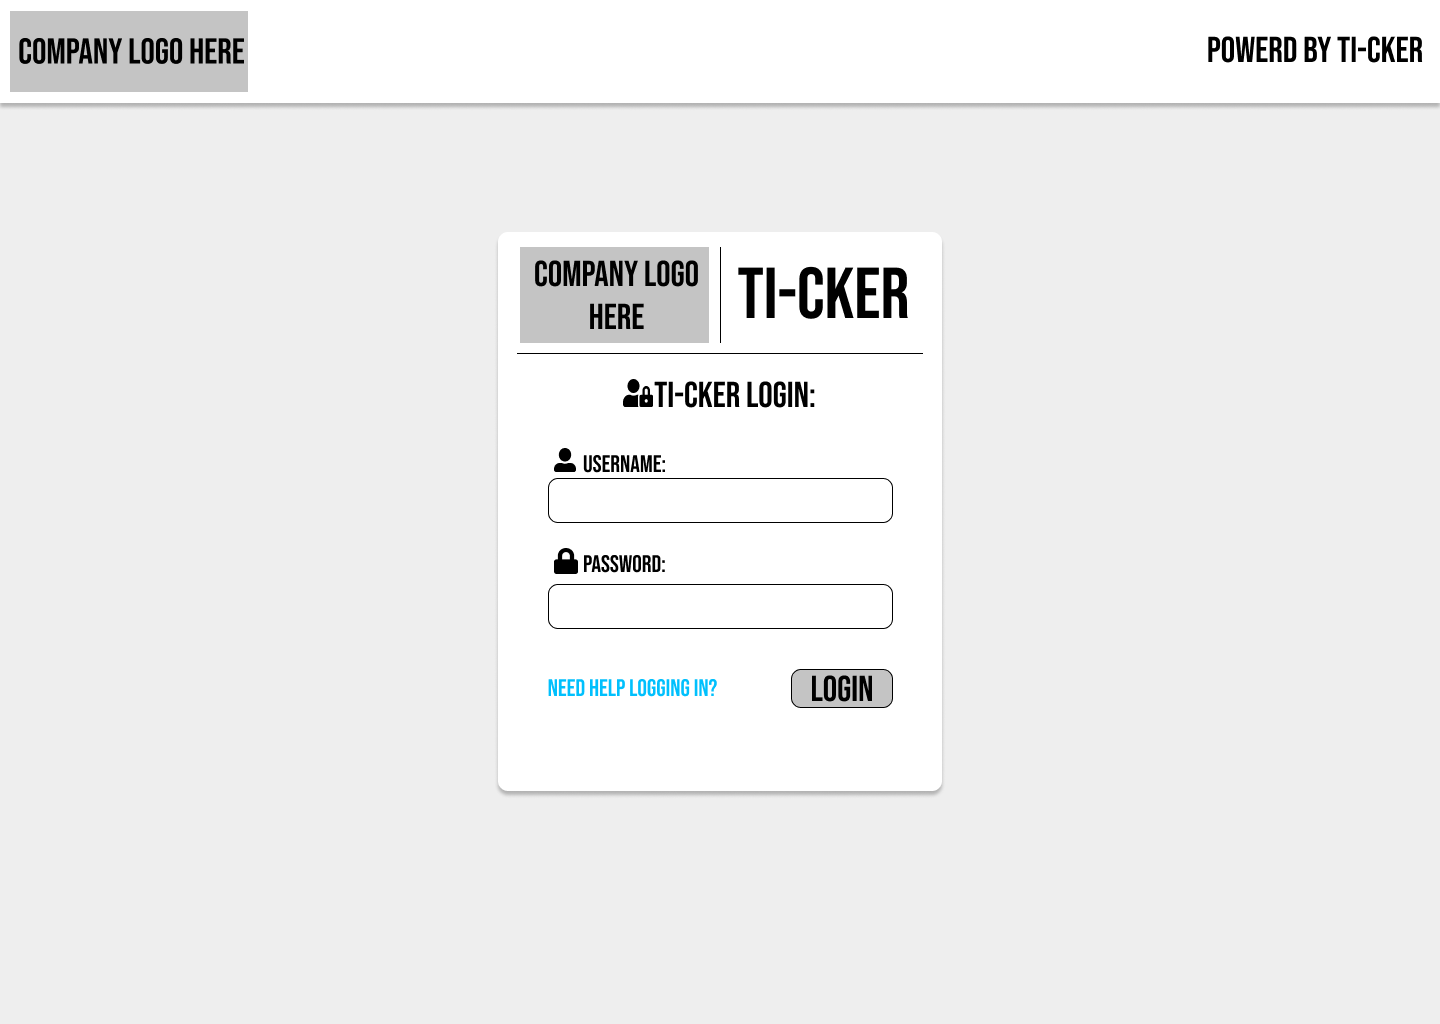 COMPANY LOGO HERE
POWERD BY TI-CKER
COMPANY LOGO
HERE
TI-CKER
TI-CKER LOGIN:
USERNAME:
PASSWORD:
NEED HELP LOGGING IN?
LOGIN